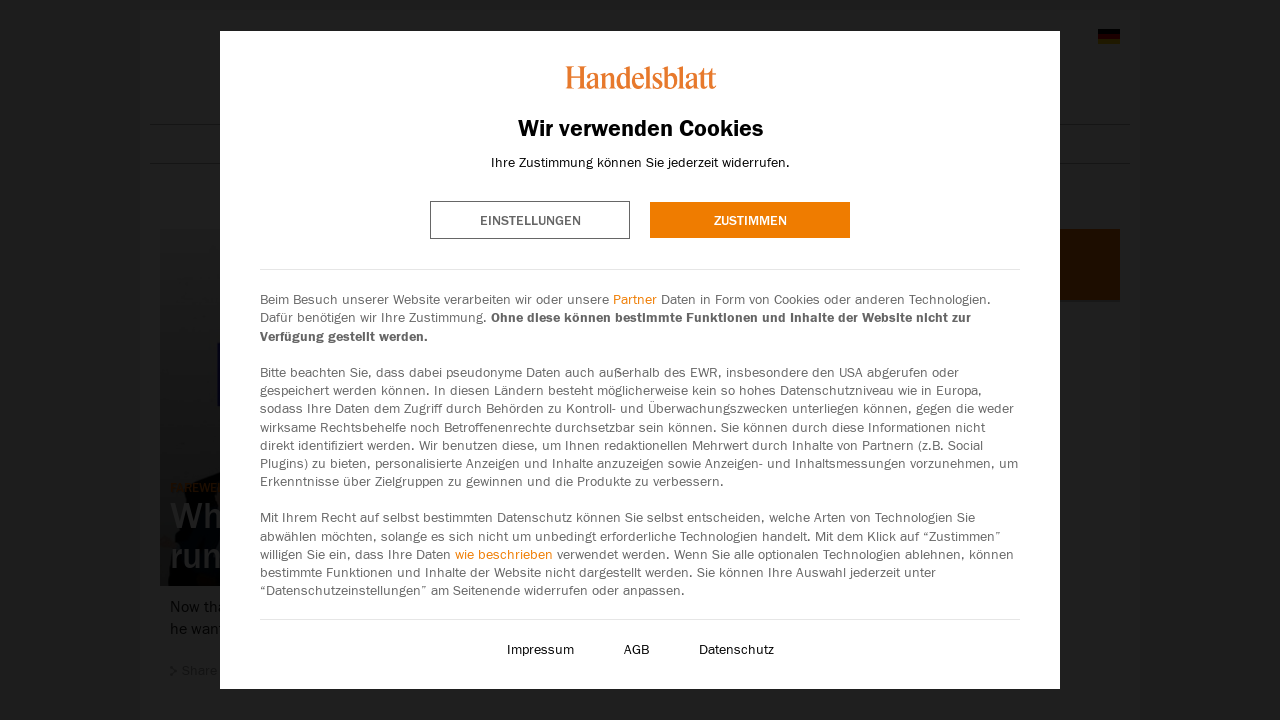 Handelsblatt
Wir verwenden Cookies
Ihre Zustimmung können Sie jederzeit widerrufen.
EINSTELLUNGEN
ZUSTIMMEN
Beim Besuch unserer Website verarbeiten wir oder unsere Partner Daten in Form von Cookies oder anderen Technologien.
Dafür benötigen wir Ihre Zustimmung. Ohne diese können bestimmte Funktionen und Inhalte der Website nicht zur
Verfügung gestellt werden.
Bitte beachten Sie, dass dabei pseudonyme Daten auch außerhalb des EWR, insbesondere den USA abgerufen oder
gespeichert werden können. In diesen Ländern besteht möglicherweise kein so hohes Datenschutzniveau wie in Europa,
sodass Ihre Daten dem Zugriff durch Behörden zu Kontroll- und Überwachungszwecken unterliegen können, gegen die weder
wirksame Rechtsbehelfe noch Betroffenenrechte durchsetzbar sein können. Sie können durch diese Informationen nicht
direkt identifiziert werden. Wir benutzen diese, um Ihnen redaktionellen Mehrwert durch Inhalte von Partnern (z.B. Social
Plugins) zu bieten, personalisierte Anzeigen und Inhalte anzuzeigen sowie Anzeigen- und Inhaltsmessungen vorzunehmen, um
Erkenntnisse über Zielgruppen zu gewinnen und die Produkte zu verbessern.
Mit Ihrem Recht auf selbst bestimmten Datenschutz können Sie selbst entscheiden, welche Arten von Technologien Sie
abwählen möchten, solange es sich nicht um unbedingt erforderliche Technologien handelt. Mit dem Klick auf “Zustimmen”
willigen Sie ein, dass Ihre Daten wie beschrieben verwendet werden. Wenn Sie alle optionalen Technologien ablehnen, können
bestimmte Funktionen und Inhalte der Website nicht dargestellt werden. Sie können Ihre Auswahl jederzeit unter
“Datenschutzeinstellungen” am Seitenende widerrufen oder anpassen.
Impressum
AGB
Datenschutz
Wh
run
Now tha
he wan
Share